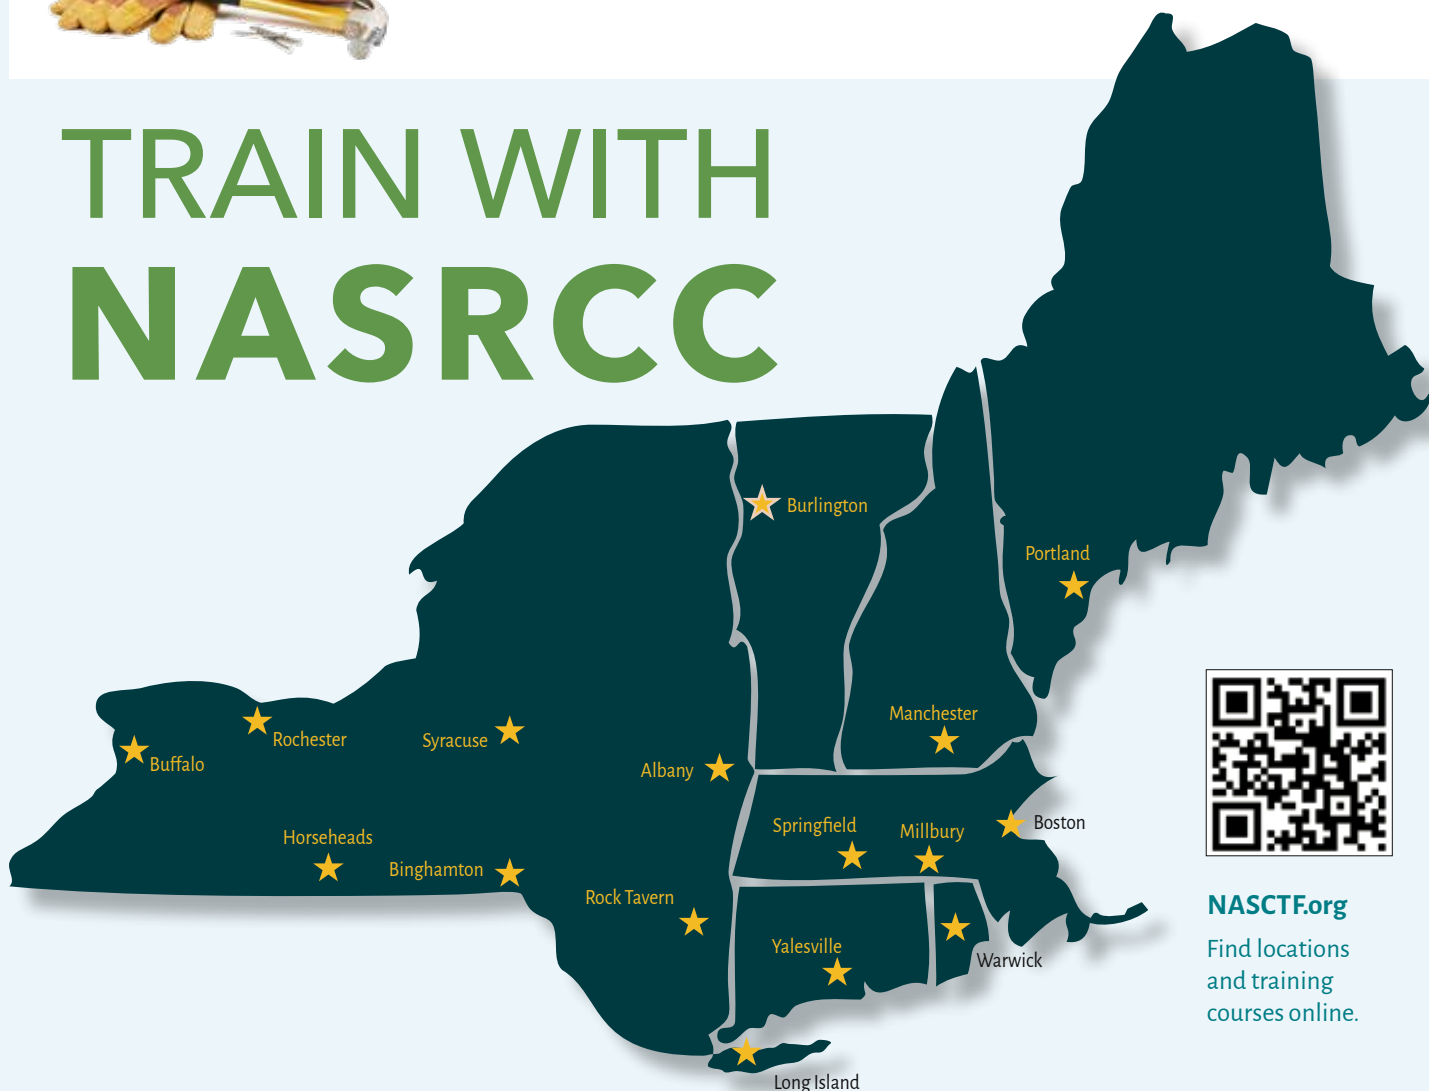 TRAIN WITH
NASRCC
Burlington
Portland
Manchester
Rochester
Syracuse
Buffalo
Albany
Springfield
Millbury
Boston
Horseheads
Binghamton
Rock Tavern
Yalesville
Warwick
Long Island
NASCTF.org
Find locations
and training
courses online.